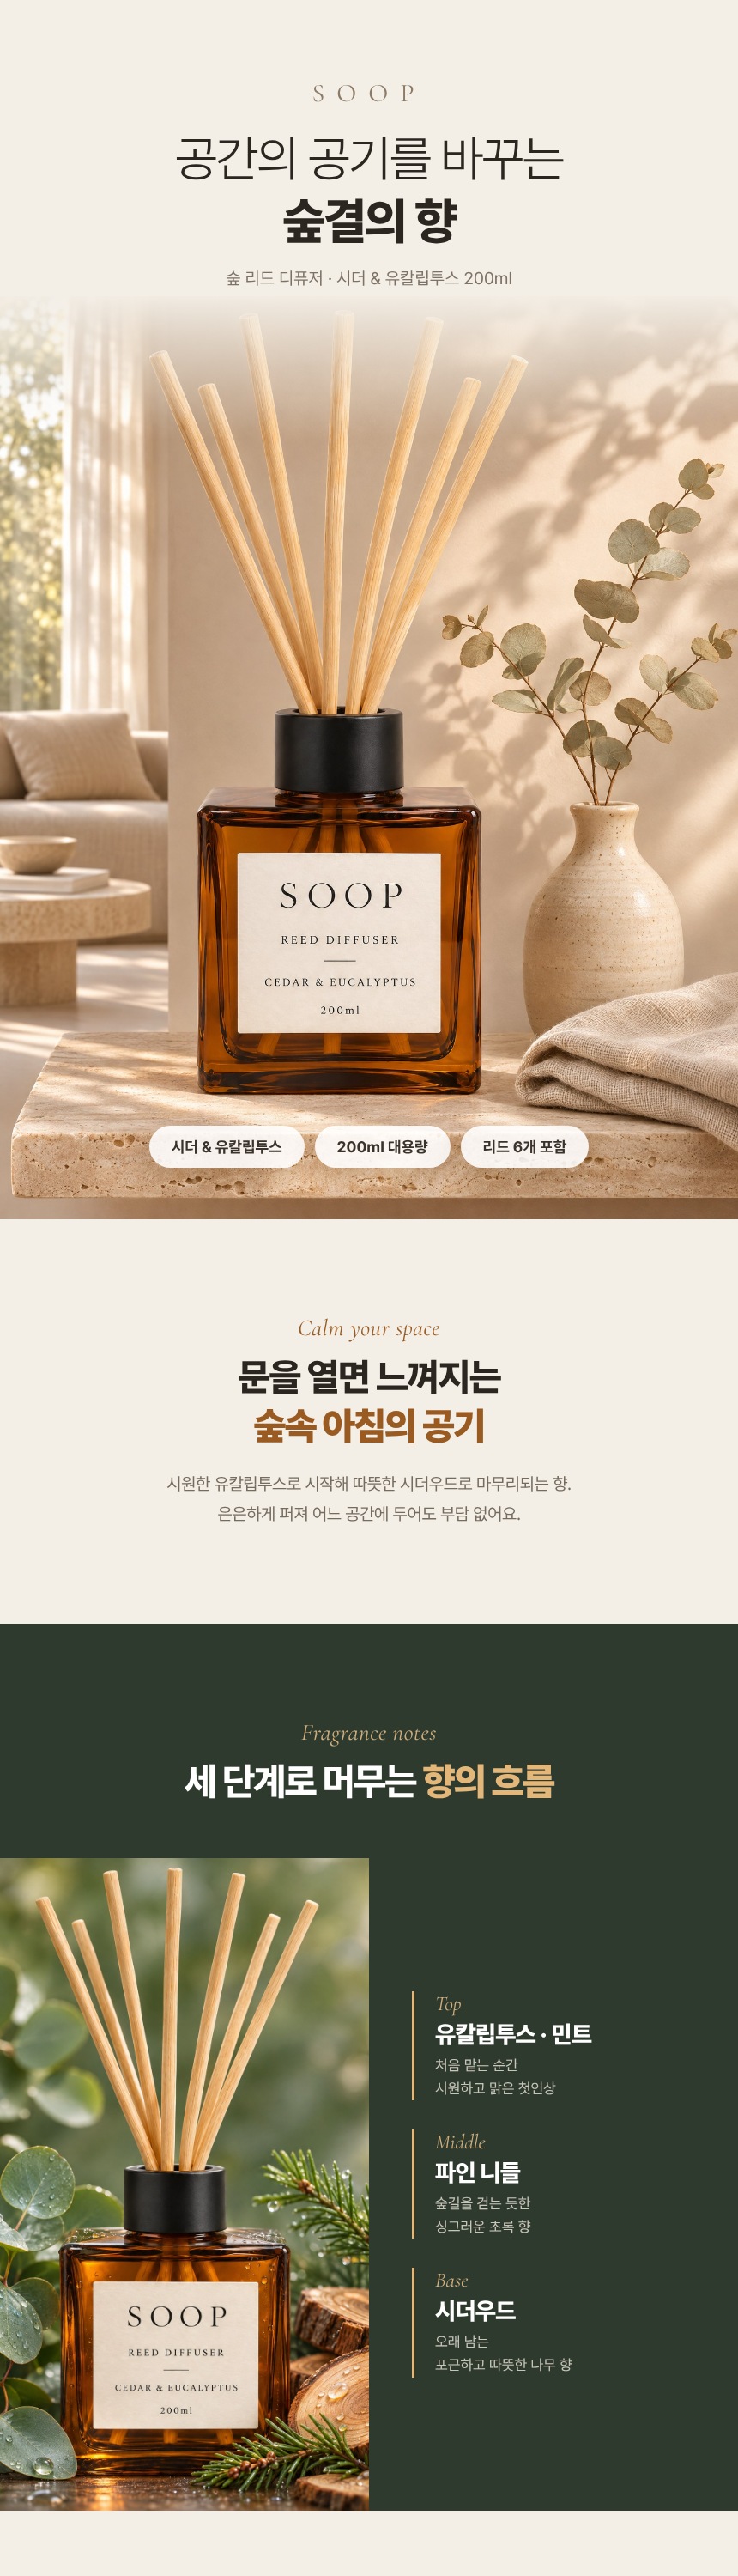 SOOP
공간의 공기를 바꾸는
숲결의 향
숲 리드 디퓨저 · 시더 & 유칼립투스 200ml
SOOP
REED DIFFUSER
CEDAR & EUCALYPTUS
200ml
시더 & 유칼립투스
200ml 대용량
리드 6개 포함
Calm your space
문을 열면 느껴지는
숲속 아침의 공기
시원한 유칼립투스로 시작해 따뜻한 시더우드로 마무리되는 향.
은은하게 퍼져 어느 공간에 두어도 부담 없어요.
Fragrance notes
세 단계로 머무는 향의 흐름
SOOP
REED DIFFUSER
CEDAR & EUCALYPTUS
200ml
Top
유칼립투스 · 민트
처음 맡는 순간
시원하고 맑은 첫인상
Middle
파인 니들
숲길을 걷는 듯한
싱그러운 초록 향
Base
시더우드
오래 남는
포근하고 따뜻한 나무 향